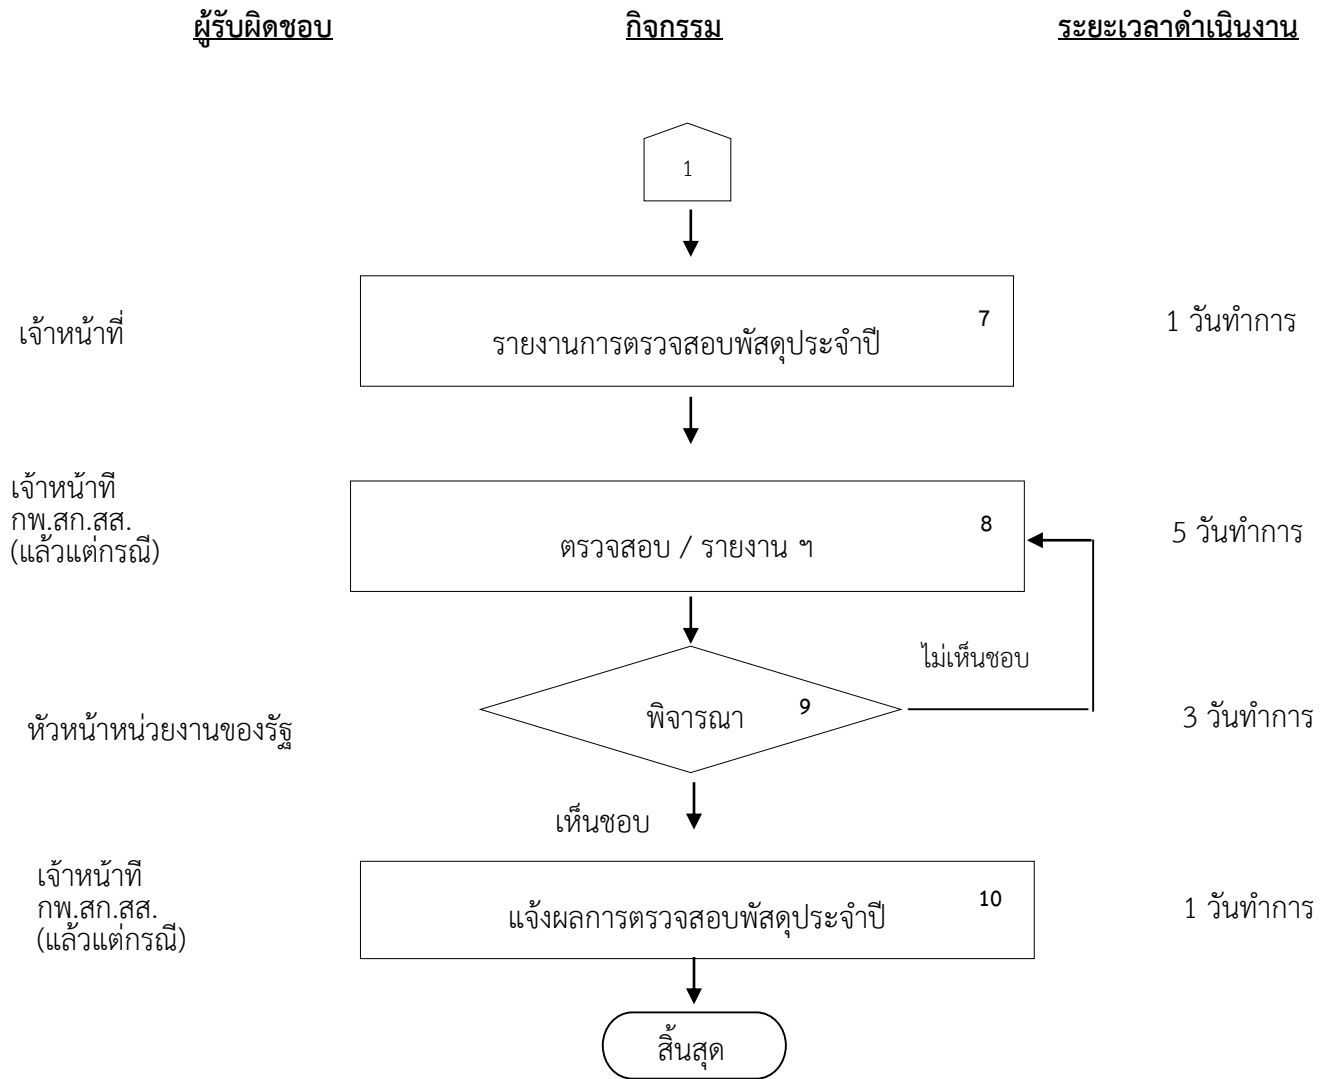 ผู้รับผิดชอบ กิจกรรม ระยะเวลาดำเนินงาน
1
เจ้าหน้าที่
7
รายงานการตรวจสอบพัสดุประจำปี
1 วันทำการ
เจ้าหน้าที
กพ.สก.สส.
(แล้วแต่กรณี)
8
ตรวจสอบ / รายงาน ฯ
5 วันทำการ
ไม่เห็นชอบ
หัวหน้าหน่วยงานของรัฐ
พิจารณา 9
3 วันทำการ
เห็นชอบ
เจ้าหน้าที
กพ.สก.สส.
(แล้วแต่กรณี)
10
แจ้งผลการตรวจสอบพัสดุประจำปี
1 วันทำการ
สิ้นสุด